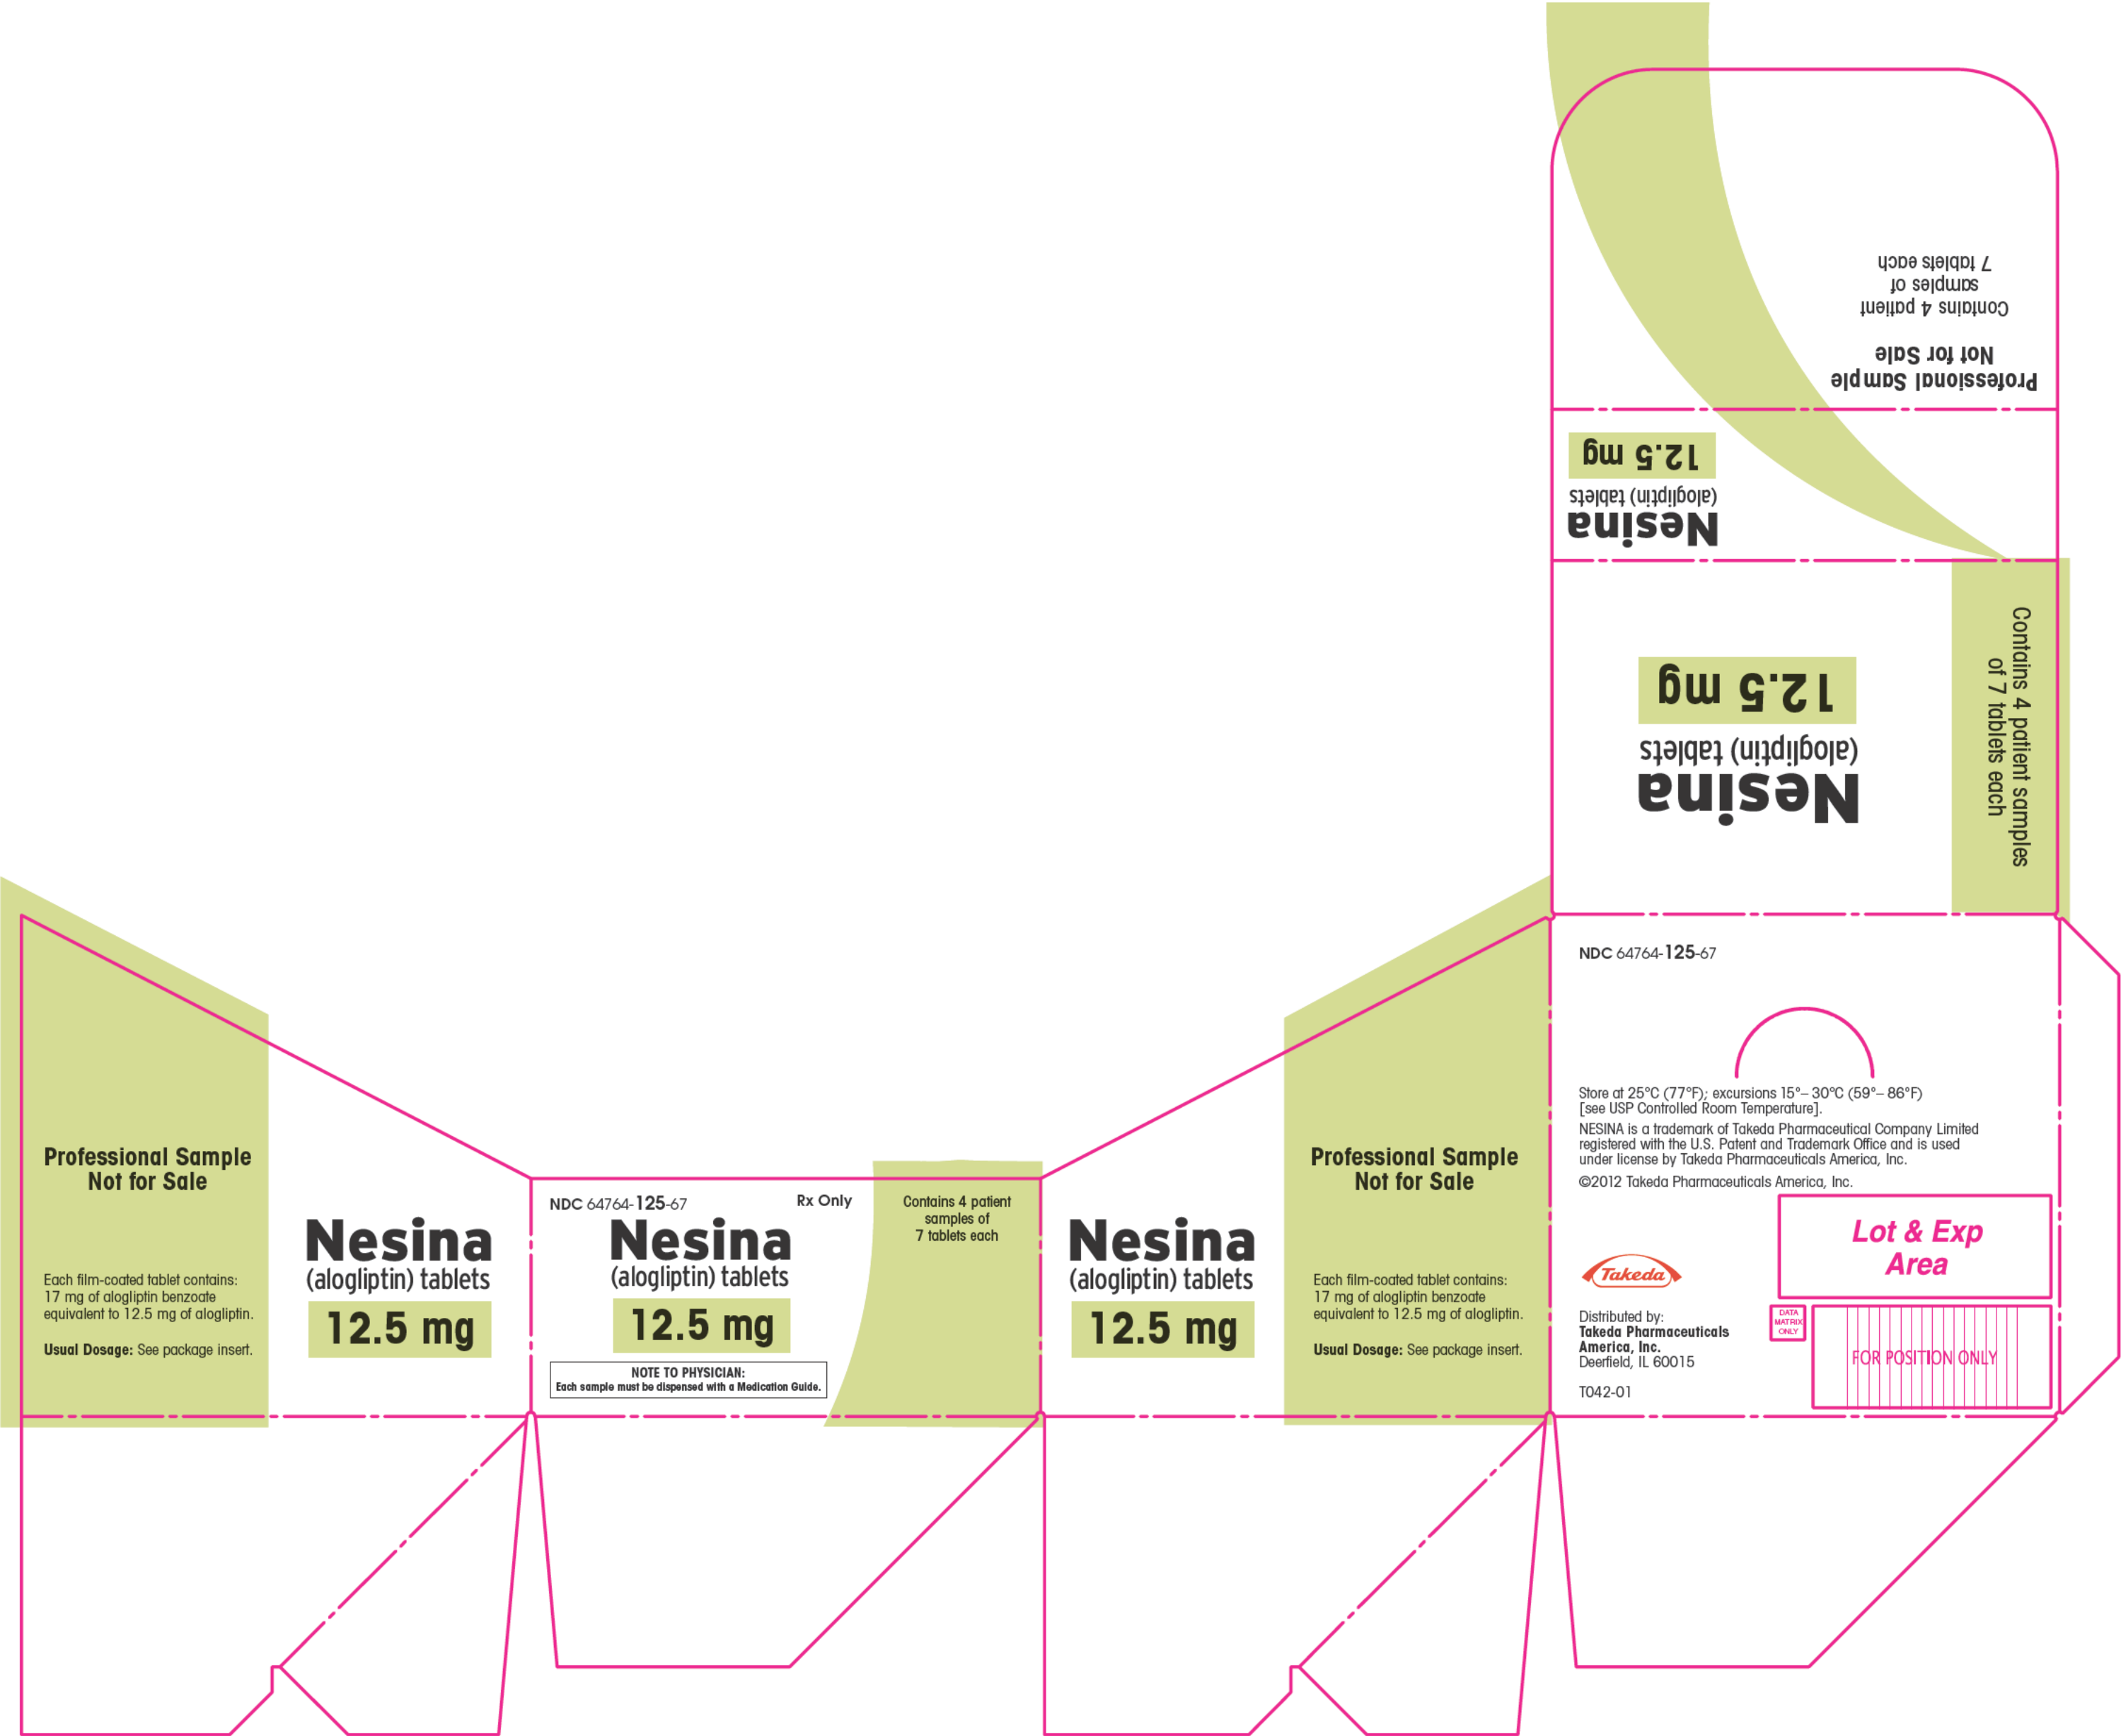 Professional Sample
Not for Sale
Each film-coated tablet contains:
17 mg of alogliptin benzoate
equivalent to 12.5 mg of alogliptin.
Usual Dosage: See package insert.
Nesina
(alogliptin) tablets
12.5 mg
NDC 64764-125-67
Rx Only
Nesina
(alogliptin) tablets
12.5 mg
NOTE TO PHYSICIAN:
Each sample must be dispensed with a Medication Guide.
Contains 4 patient
samples of
7 tablets each
Nesina
(alogliptin) tablets
12.5 mg
Professional Sample
Not for Sale
Each film-coated tablet contains:
17 mg of alogliptin benzoate
equivalent to 12.5 mg of alogliptin.
Usual Dosage: See package insert.
Professional Sample
Not for Sale
Contains 4 patient
samples of
7 tablets each
Nesina
(alogliptin) tablets
12.5 mg
Nesina
(alogliptin) tablets
12.5 mg
Contains 4 patient samples
of 7 tablets each
NDC 64764-125-67
Store at 25°C (77°F); excursions 15°– 30°C (59°– 86°F)
[see USP Controlled Room Temperature].
NESINA is a trademark of Takeda Pharmaceutical Company Limited
registered with the U.S. Patent and Trademark Office and is used
under license by Takeda Pharmaceuticals America, Inc.
©2012 Takeda Pharmaceuticals America, Inc.
Lot & Exp
Area
Takeda
DATA
MATRIX
ONLY
FOR POSITION ONLY
Distributed by:
Takeda Pharmaceuticals
America, Inc.
Deerfield, IL 60015
T042-01